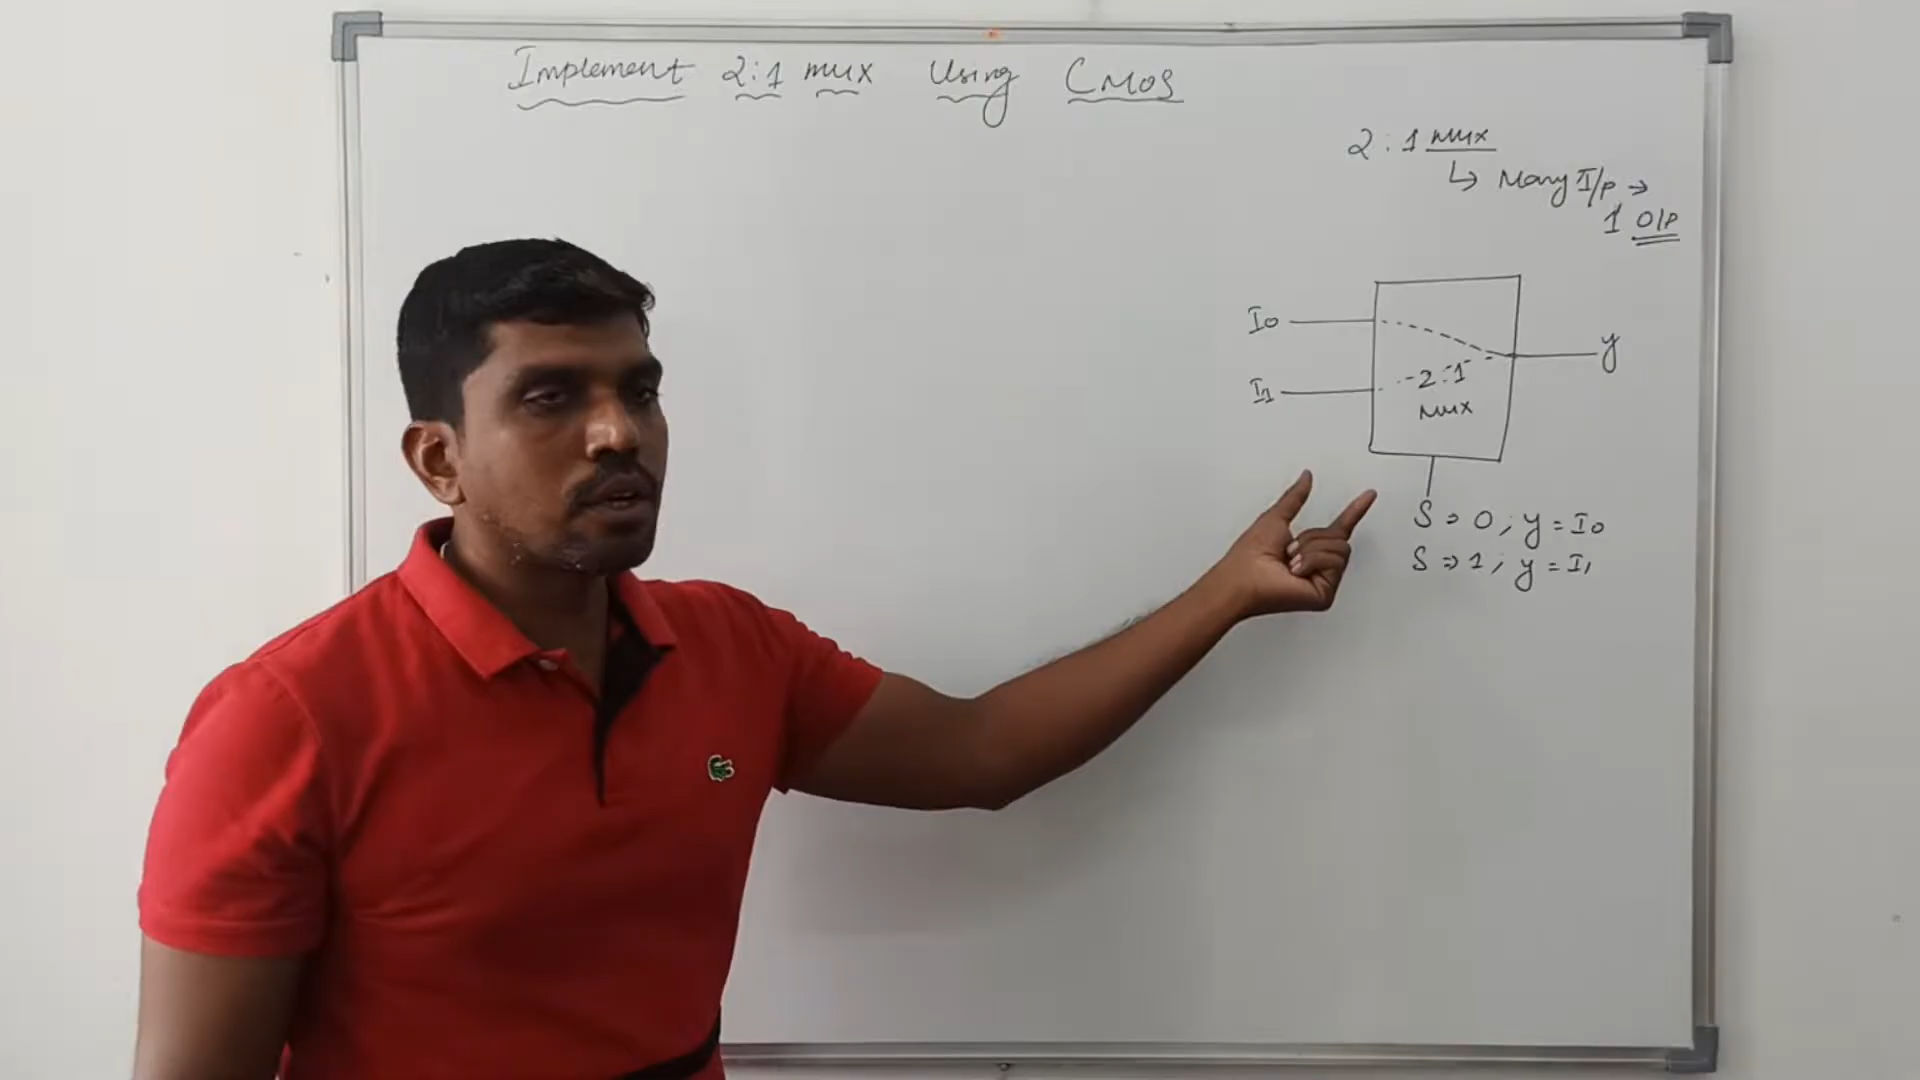 Implement 2:1 mux Using CMOS
2:1 mux
↳ Many I/P →
1 O/P
I0
I1
2:1
mux
y
S ⇒ 0, y = I0
S ⇒ 1, y = I1